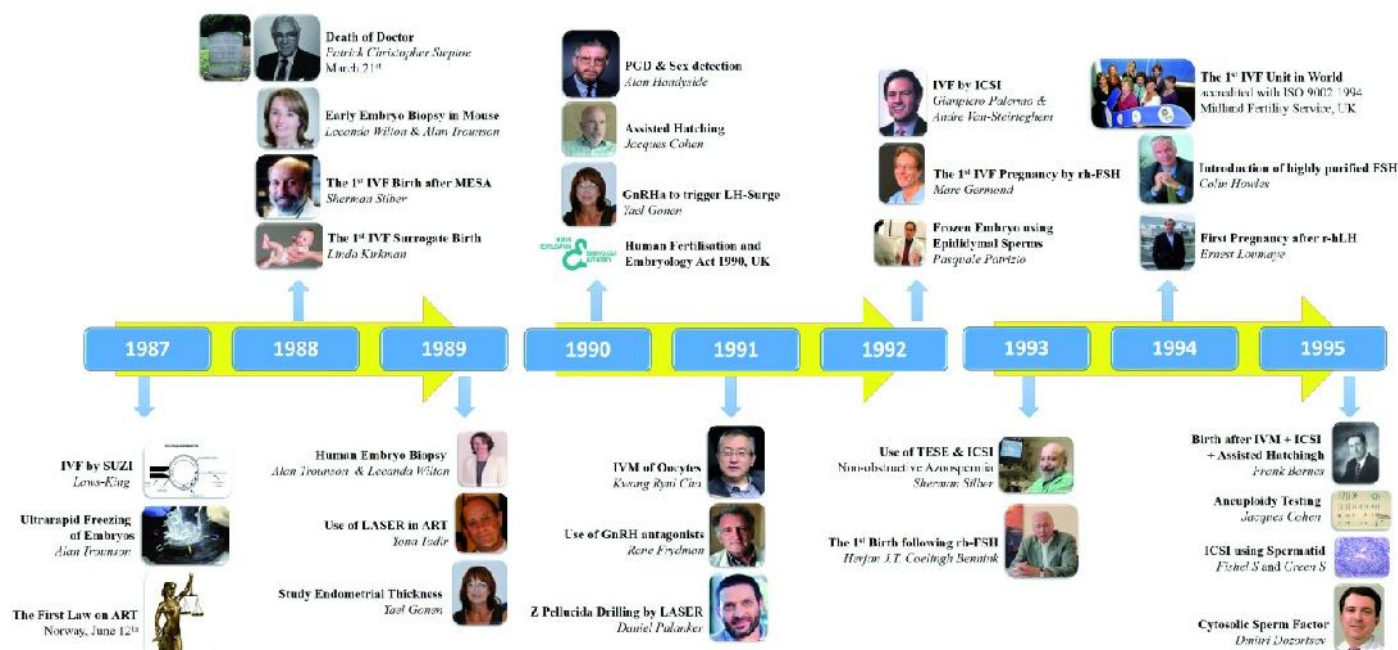 Death of Doctor
Patrick Christopher Steptoe
March 21st
Early Embryo Biopsy in Mouse
Leeanda Wilton & Alan Trounson
The 1st IVF Birth after MESA
Sherman Silber
The 1st IVF Surrogate Birth
Linda Kirkman
PGD & Sex detection
Alan Handyside
Assisted Hatching
Jacques Cohen
GnRHa to trigger LH-Surge
Yael Gonen
Human Fertilisation and
Embryology Act 1990, UK
IVF by ICSI
Gianpiero Palermo &
Andre Van-Steirteghem
The 1st IVF Pregnancy by rh-FSH
Marc Germond
Frozen Embryo using
Epididymal Sperms
Pasquale Patrizio
The 1st IVF Unit in World
accredited with ISO 9002:1994
Midland Fertility Service, UK
Introduction of highly purified FSH
Colin Howles
First Pregnancy after r-hLH
Ernest Loumaye
1987
1988
1989
1990
1991
1992
1993
1994
1995
IVF by SUZI
Laws-King
Ultrarapid Freezing
of Embryos
Alan Trounson
The First Law on ART
Norway, June 12th
Human Embryo Biopsy
Alan Trounson & Leeanda Wilton
Use of LASER in ART
Yona Tadir
Study Endometrial Thickness
Yael Gonen
IVM of Oocytes
Kwang Ryul Cha
Use of GnRH antagonists
Rene Frydman
Z Pellucida Drilling by LASER
Daniel Palanker
Use of TESE & ICSI
Non-obstructive Azoospermia
Sherman Silber
The 1st Birth following rh-FSH
Herjan J.T. Coelingh Bennink
Birth after IVM + ICSI
+ Assisted Hatchingh
Frank Barnes
Aneuploidy Testing
Jacques Cohen
ICSI using Spermatid
Fishel S and Green S
Cytosolic Sperm Factor
Dmitri Dozortsev